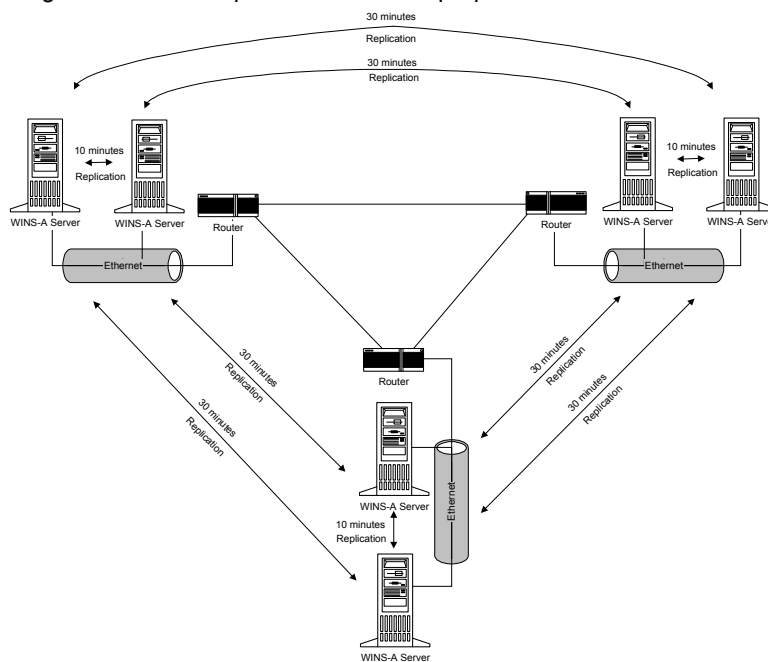 30 minutes
Replication
30 minutes
Replication
10 minutes
Replication
10 minutes
Replication
WINS-A Server
WINS-A Server
Router
Router
WINS-A Server
WINS-A Serv
Ethernet
Ethernet
30 minutes
Replication
30 minutes
Replication
30 minutes
Replication
30 minutes
Replication
Router
WINS-A Server
Ethernet
10 minutes
Replication
WINS-A Server